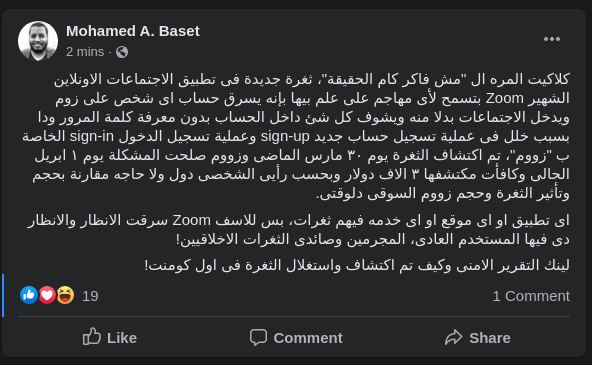 Mohamed A. Baset
2 mins ·
كلاكيت المره ال "مش فاكر كام الحقيقة"، ثغرة جديدة فى تطبيق الاجتماعات الاونلاين
الشهير Zoom بتسمح لأى مهاجم على علم بيها بإنه يسرق حساب اى شخص على زوم
ويدخل الاجتماعات بدلا منه ويشوف كل شئ داخل الحساب بدون معرفة كلمة المرور ودا
بسبب خلل فى عملية تسجيل حساب جديد sign-up وعملية تسجيل الدخول sign-in الخاصة
ب "زووم"، تم اكتشاف الثغرة يوم ٣٠ مارس الماضى وزووم صلحت المشكلة يوم ١ ابريل
الحالى وكافأت مكتشفها ٣ الاف دولار وبحسب رأيى الشخصى دول ولا حاجه مقارنة بحجم
وتأثير الثغرة وحجم زووم السوقى دلوقتى.
اى تطبيق او اى موقع او اى خدمه فيهم ثغرات، بس للاسف Zoom سرقت الانظار والانظار
دى فيها المستخدم العادى، المجرمين وصائدى الثغرات الاخلاقيين!
لينك التقرير الامنى وكيف تم اكتشاف واستغلال الثغرة فى اول كومنت!
19
1 Comment
Like
Comment
Share